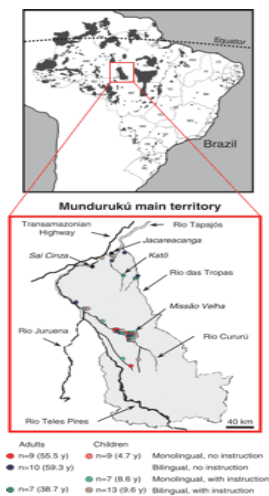 Equator
Brazil
Mundurukú main territory
Transamazonian
Highway
Rio Tapajós
Jacareacanga
Sai Cinza
Katõ
Rio das Tropas
Missão Velha
Rio Juruena
Rio Cururú
Rio Teles Pires
40 km
Adults Children
n=9 (55.5 y) n=9 (4.7 y) Monolingual, no instruction
n=10 (59.3 y) Bilingual, no instruction
n=7 (8.6 y) Monolingual, with instruction
n=7 (38.7 y) n=13 (9.6 y) Bilingual, with instruction